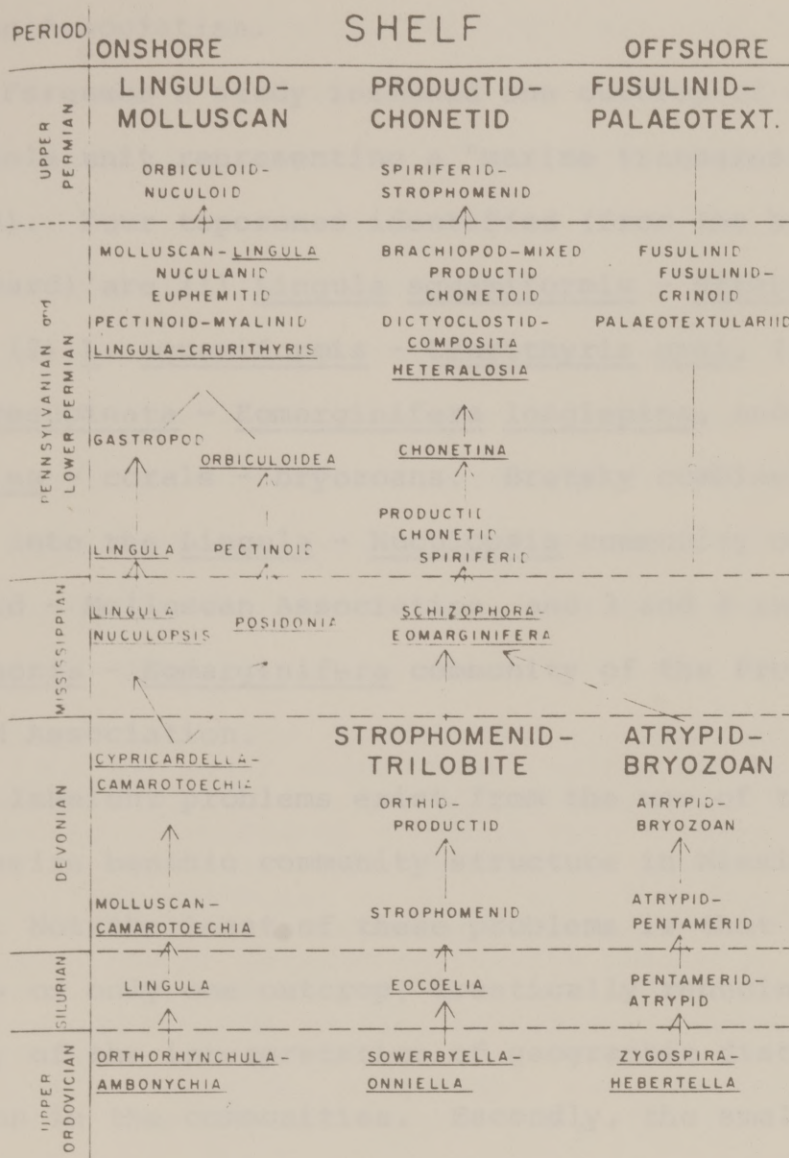 SHELF
PERIOD ONSHORE OFFSHORE
LINGULOID- PRODUCTID- FUSULINID-
MOLLUSCAN CHONETID PALAEOTEXT.
UPPER PERMIAN
ORBICULOID- SPIRIFERID-
NUCULOID STROPHOMENID
PENNSYLVANIAN and LOWER PERMIAN
MOLLUSCAN-LINGULA BRACHIOPOD-MIXED FUSULINID
NUCULANID PRODUCTID FUSULINID-
EUPHEMITID CHONETOID CRINOID
PECTINOID-MYALINID DICTYOCLOSTID- PALAEOTEXTULARIID
LINGULA-CRURITHYRIS COMPOSITA
HETERALOSIA
GASTROPOD CHONETINA
ORBICULOIDEA
PRODUCTID
CHONETID
LINGULA PECTINOID SPIRIFERID
MISSISSIPPIAN
LINGULA POSIDONIA SCHIZOPHORA-
NUCULOPSIS EOMARGINIFERA
DEVONIAN
STROPHOMENID- ATRYPID-
TRILOBITE BRYOZOAN
CYPRICARDELLA-
CAMAROTOECHIA
ORTHID- ATRYPID-
PRODUCTID BRYOZOAN
MOLLUSCAN- STROPHOMENID ATRYPID-
CAMAROTOECHIA PENTAMERID
SILURIAN
LINGULA EOCOELIA PENTAMERID-
ATRYPID
UPPER ORDOVICIAN
ORTHORHYNCHULA- SOWERBYELLA- ZYGOSPIRA-
AMBONYCHIA ONNIELLA HEBERTELLA